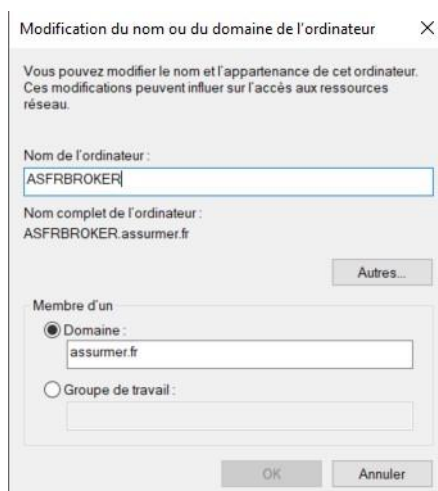 Modification du nom ou du domaine de l'ordinateur
Vous pouvez modifier le nom et l'appartenance de cet ordinateur.
Ces modifications peuvent influer sur l'accès aux ressources
réseau.
Nom de l'ordinateur :
ASFRBROKER
Nom complet de l'ordinateur :
ASFRBROKER.assurmer.fr
Autres...
Membre d'un
Domaine :
assurmer.fr
Groupe de travail :
OK Annuler